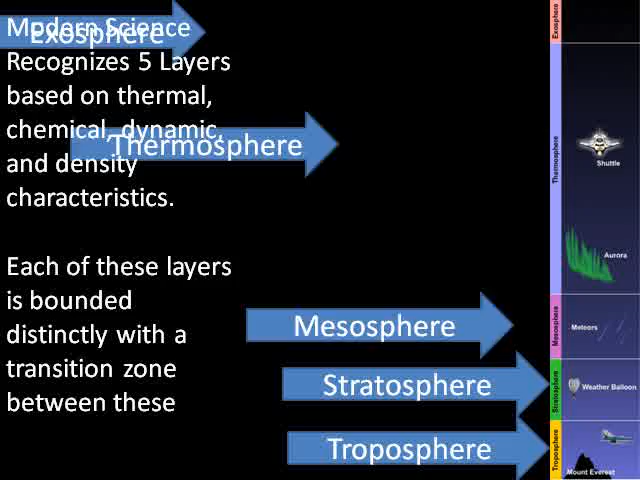 Modern Science
Recognizes 5 Layers
based on thermal,
chemical, dynamic,
and density
characteristics.
Each of these layers
is bounded
distinctly with a
transition zone
between these
Exosphere
Thermosphere
Mesosphere
Stratosphere
Troposphere
Exosphere
Thermosphere
Mesosphere
Stratosphere
Troposphere
Shuttle
Aurora
Meteors
Weather Balloon
Mount Everest